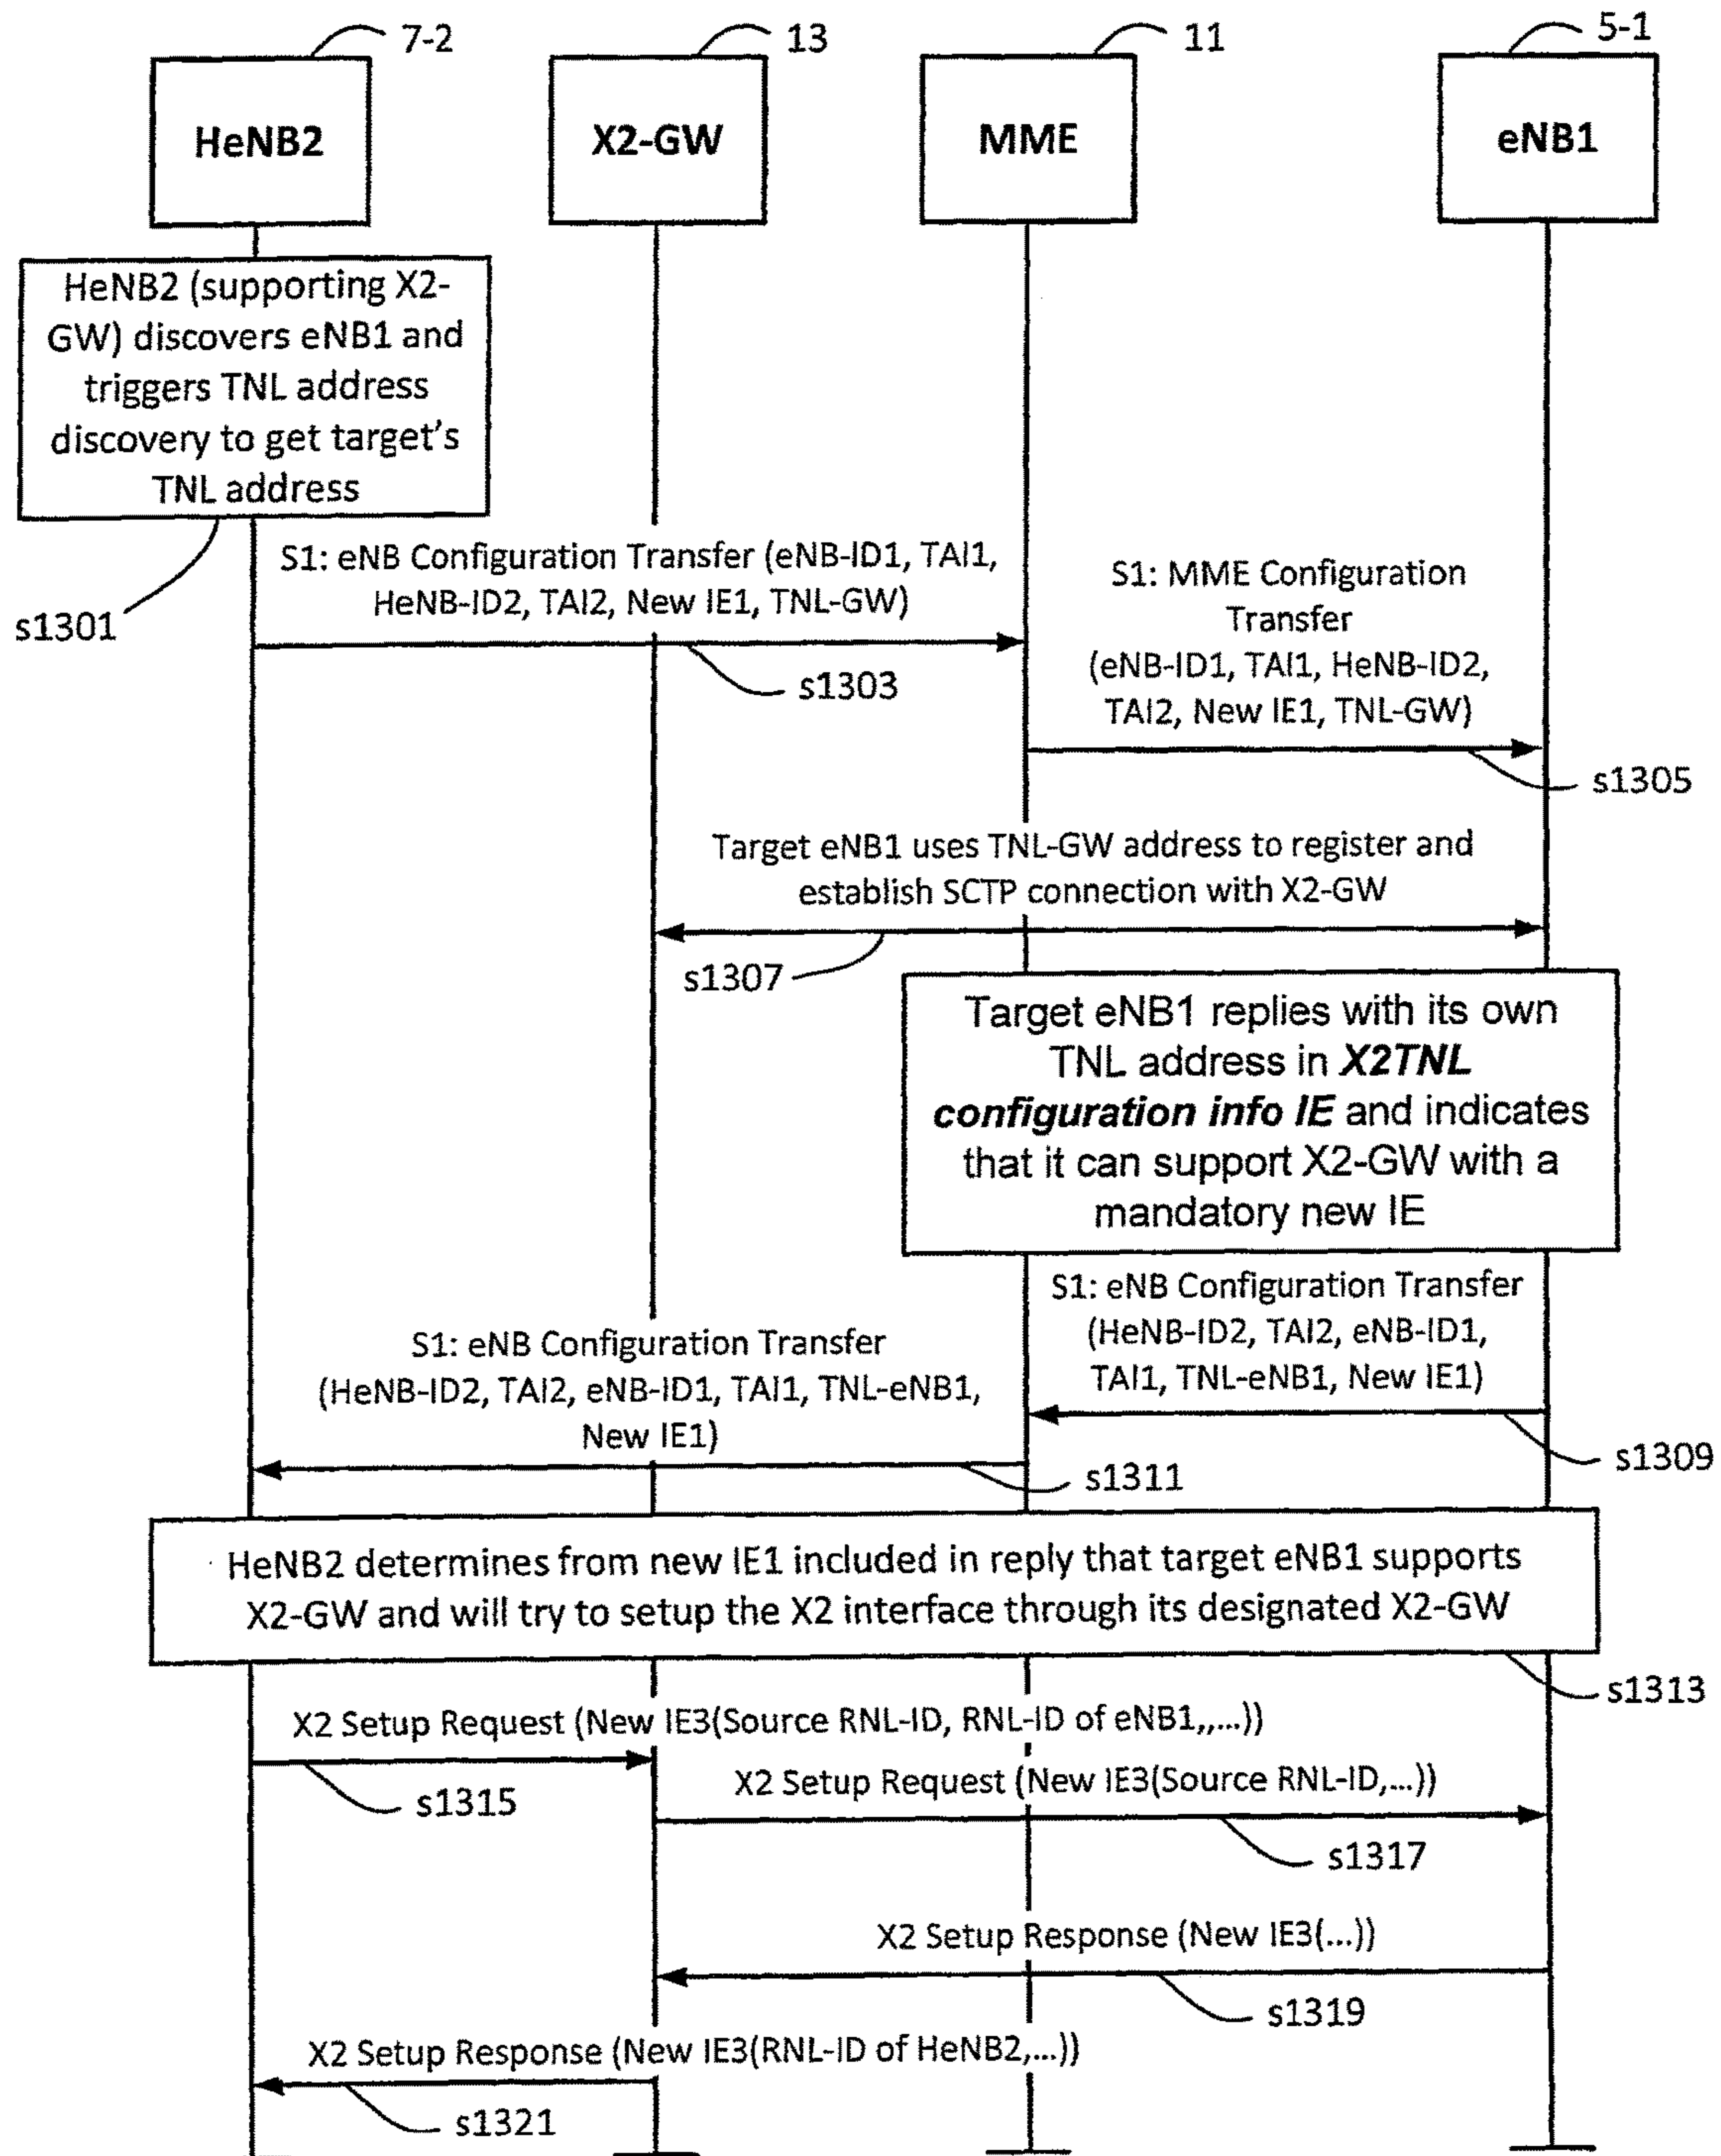 7-2
13
11
5-1
HeNB2
X2-GW
MME
eNB1
HeNB2 (supporting X2-
GW) discovers eNB1 and
triggers TNL address
discovery to get target's
TNL address
s1301
S1: eNB Configuration Transfer (eNB-ID1, TAI1,
HeNB-ID2, TAI2, New IE1, TNL-GW)
s1303
S1: MME Configuration
Transfer
(eNB-ID1, TAI1, HeNB-ID2,
TAI2, New IE1, TNL-GW)
s1305
Target eNB1 uses TNL-GW address to register and
establish SCTP connection with X2-GW
s1307
Target eNB1 replies with its own
TNL address in X2TNL
configuration info IE and indicates
that it can support X2-GW with a
mandatory new IE
S1: eNB Configuration Transfer
(HeNB-ID2, TAI2, eNB-ID1,
TAI1, TNL-eNB1, New IE1)
s1309
S1: eNB Configuration Transfer
(HeNB-ID2, TAI2, eNB-ID1, TAI1, TNL-eNB1,
New IE1)
s1311
HeNB2 determines from new IE1 included in reply that target eNB1 supports
X2-GW and will try to setup the X2 interface through its designated X2-GW
s1313
X2 Setup Request (New IE3(Source RNL-ID, RNL-ID of eNB1,,...))
s1315
X2 Setup Request (New IE3(Source RNL-ID,...))
s1317
X2 Setup Response (New IE3(...))
s1319
X2 Setup Response (New IE3(RNL-ID of HeNB2,...))
s1321